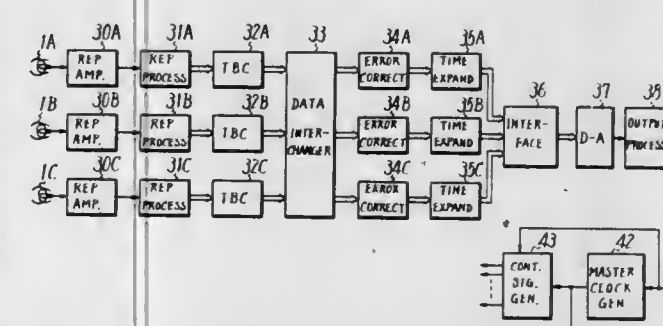 30A 31A 32A 33 34A 35A
1A
REP AMP.
REP PROCESS
TBC
ERROR CORRECT
TIME EXPAND
30B 31B 32B 34B 35B 36 37 38
1B
REP AMP.
REP PROCESS
TBC
DATA INTER-CHANGER
ERROR CORRECT
TIME EXPAND
INTER-FACE
D-A
OUTPUT PROCESS
30C 31C 32C 34C 35C
1C
REP AMP.
REP PROCESS
TBC
ERROR CORRECT
TIME EXPAND
43 42
CONT. SIG. GEN.
MASTER CLOCK GEN